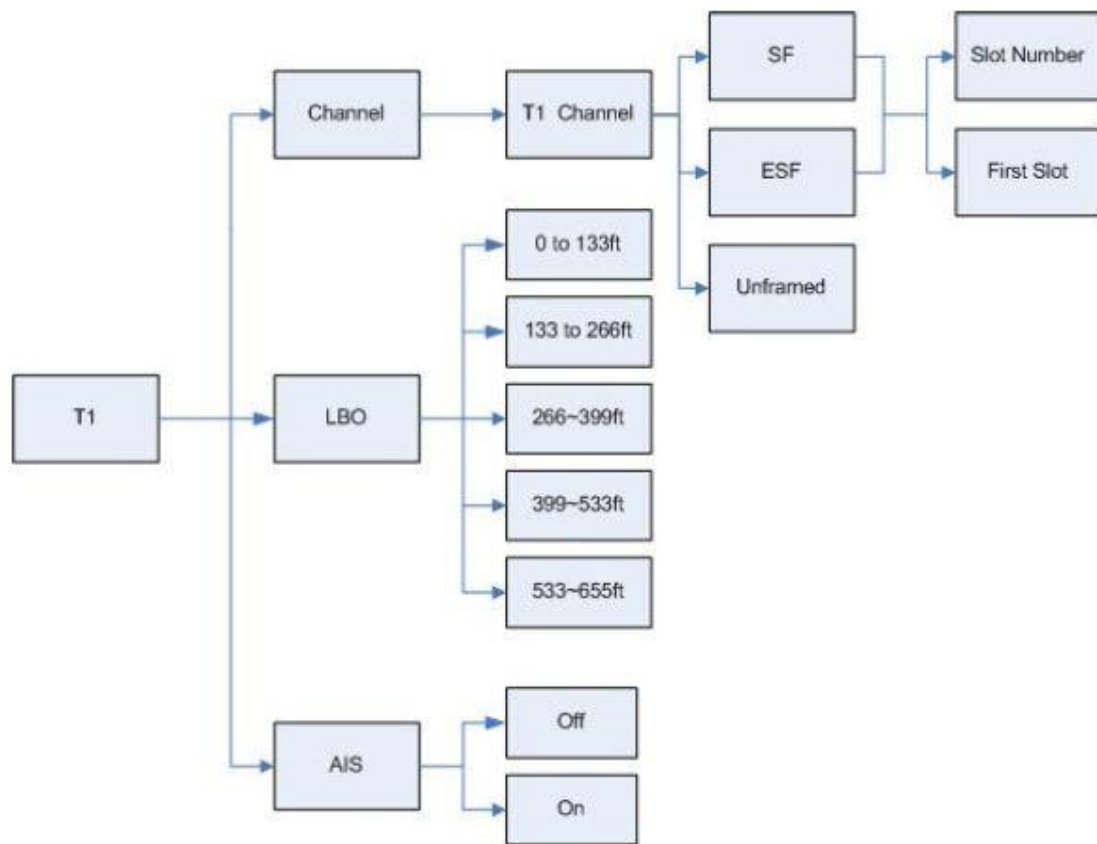 SF
Slot Number
Channel
T1 Channel
ESF
First Slot
0 to 133ft
Unframed
133 to 266ft
T1
LBO
266~399ft
399~533ft
533~655ft
Off
AIS
On